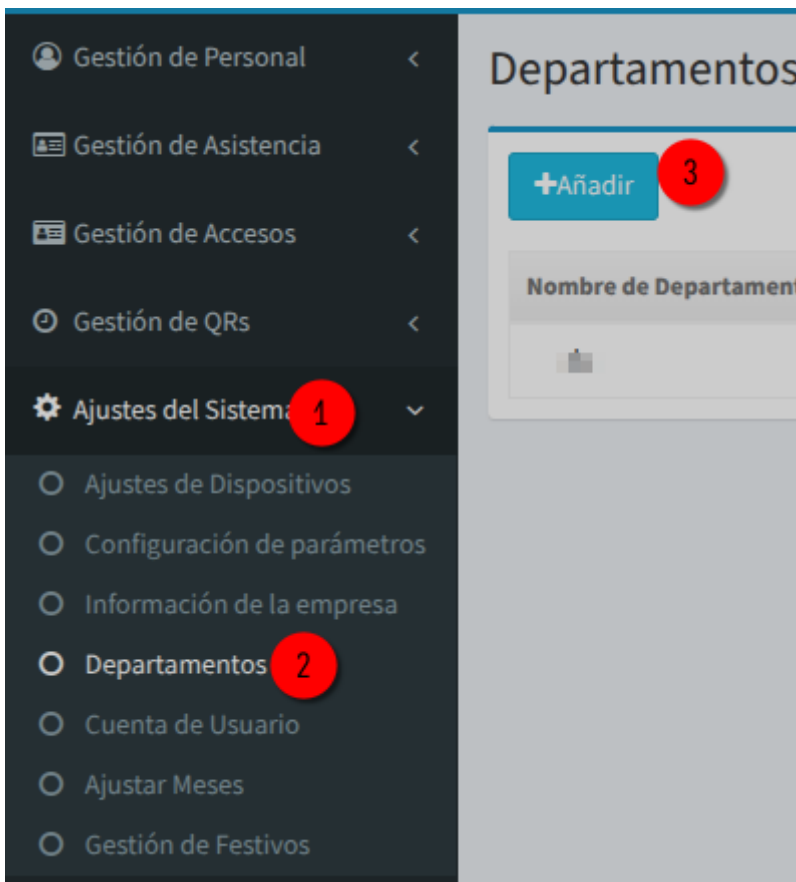 Gestión de Personal
Gestión de Asistencia
Gestión de Accesos
Gestión de QRs
Ajustes del Sistema 1
Ajustes de Dispositivos
Configuración de parámetros
Información de la empresa
Departamentos 2
Cuenta de Usuario
Ajustar Meses
Gestión de Festivos
Departamentos
+Añadir 3
Nombre de Departament